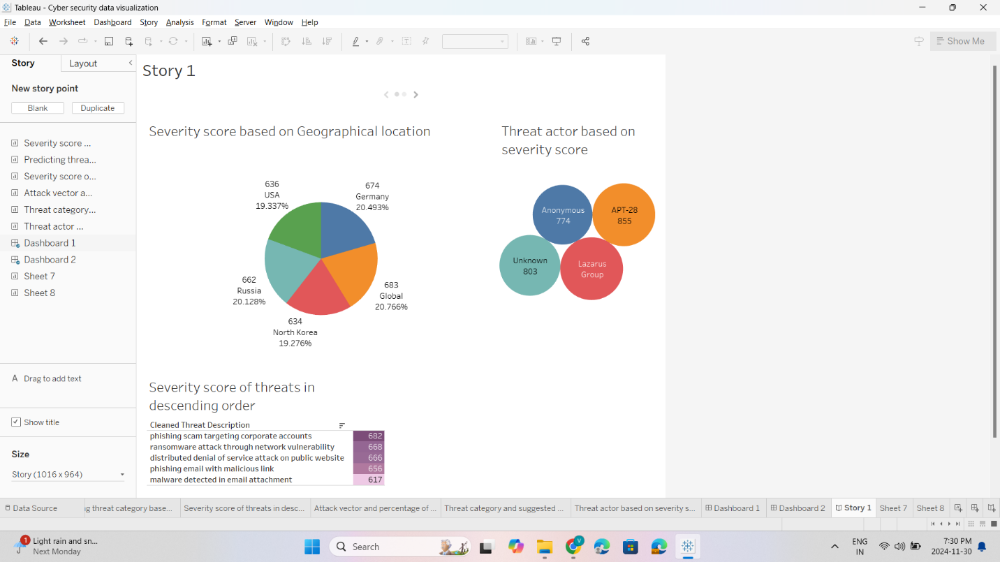 Tableau - Cyber security data visualization
File Data Worksheet Dashboard Story Analysis Format Server Window Help
Show Me
Story Layout
New story point
Blank Duplicate
Severity score ...
Predicting threa...
Severity score o...
Attack vector a...
Threat category...
Threat actor ...
Dashboard 1
Dashboard 2
Sheet 7
Sheet 8
A Drag to add text
Show title
Size
Story (1016 x 964)
Story 1
Severity score based on Geographical location
636
USA
19.337%
674
Germany
20.493%
662
Russia
20.128%
683
Global
20.766%
634
North Korea
19.276%
Threat actor based on
severity score
Anonymous
774
APT-28
855
Unknown
803
Lazarus
Group
Severity score of threats in
descending order
Cleaned Threat Description
phishing scam targeting corporate accounts 682
ransomware attack through network vulnerability 668
distributed denial of service attack on public website 666
phishing email with malicious link 656
malware detected in email attachment 617
Data Source g threat category base... Severity score of threats in desc... Attack vector and percentage of ... Threat category and suggested ... Threat actor based on severity s... Dashboard 1 Dashboard 2 Story 1 Sheet 7 Sheet 8
1
Light rain and sn...
Next Monday
Search
V
ENG
IN
7:30 PM
2024-11-30